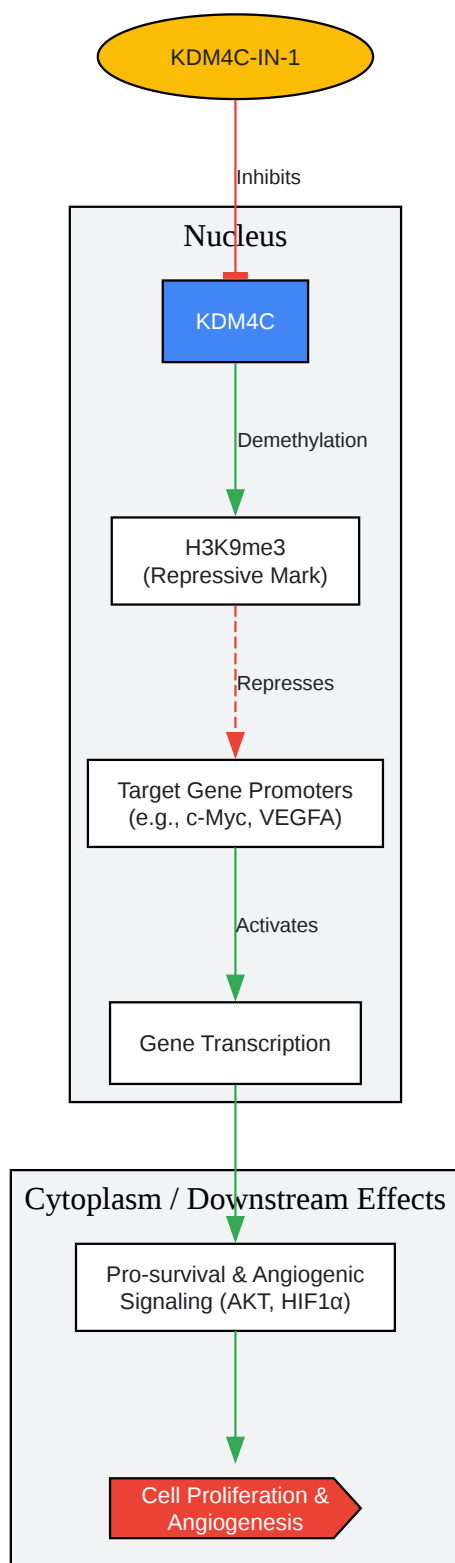 KDM4C-IN-1
Inhibits
Nucleus
KDM4C
Demethylation
H3K9me3
(Repressive Mark)
Represses
Target Gene Promoters
(e.g., c-Myc, VEGFA)
Activates
Gene Transcription
Cytoplasm / Downstream Effects
Pro-survival & Angiogenic
Signaling (AKT, HIF1α)
Cell Proliferation &
Angiogenesis